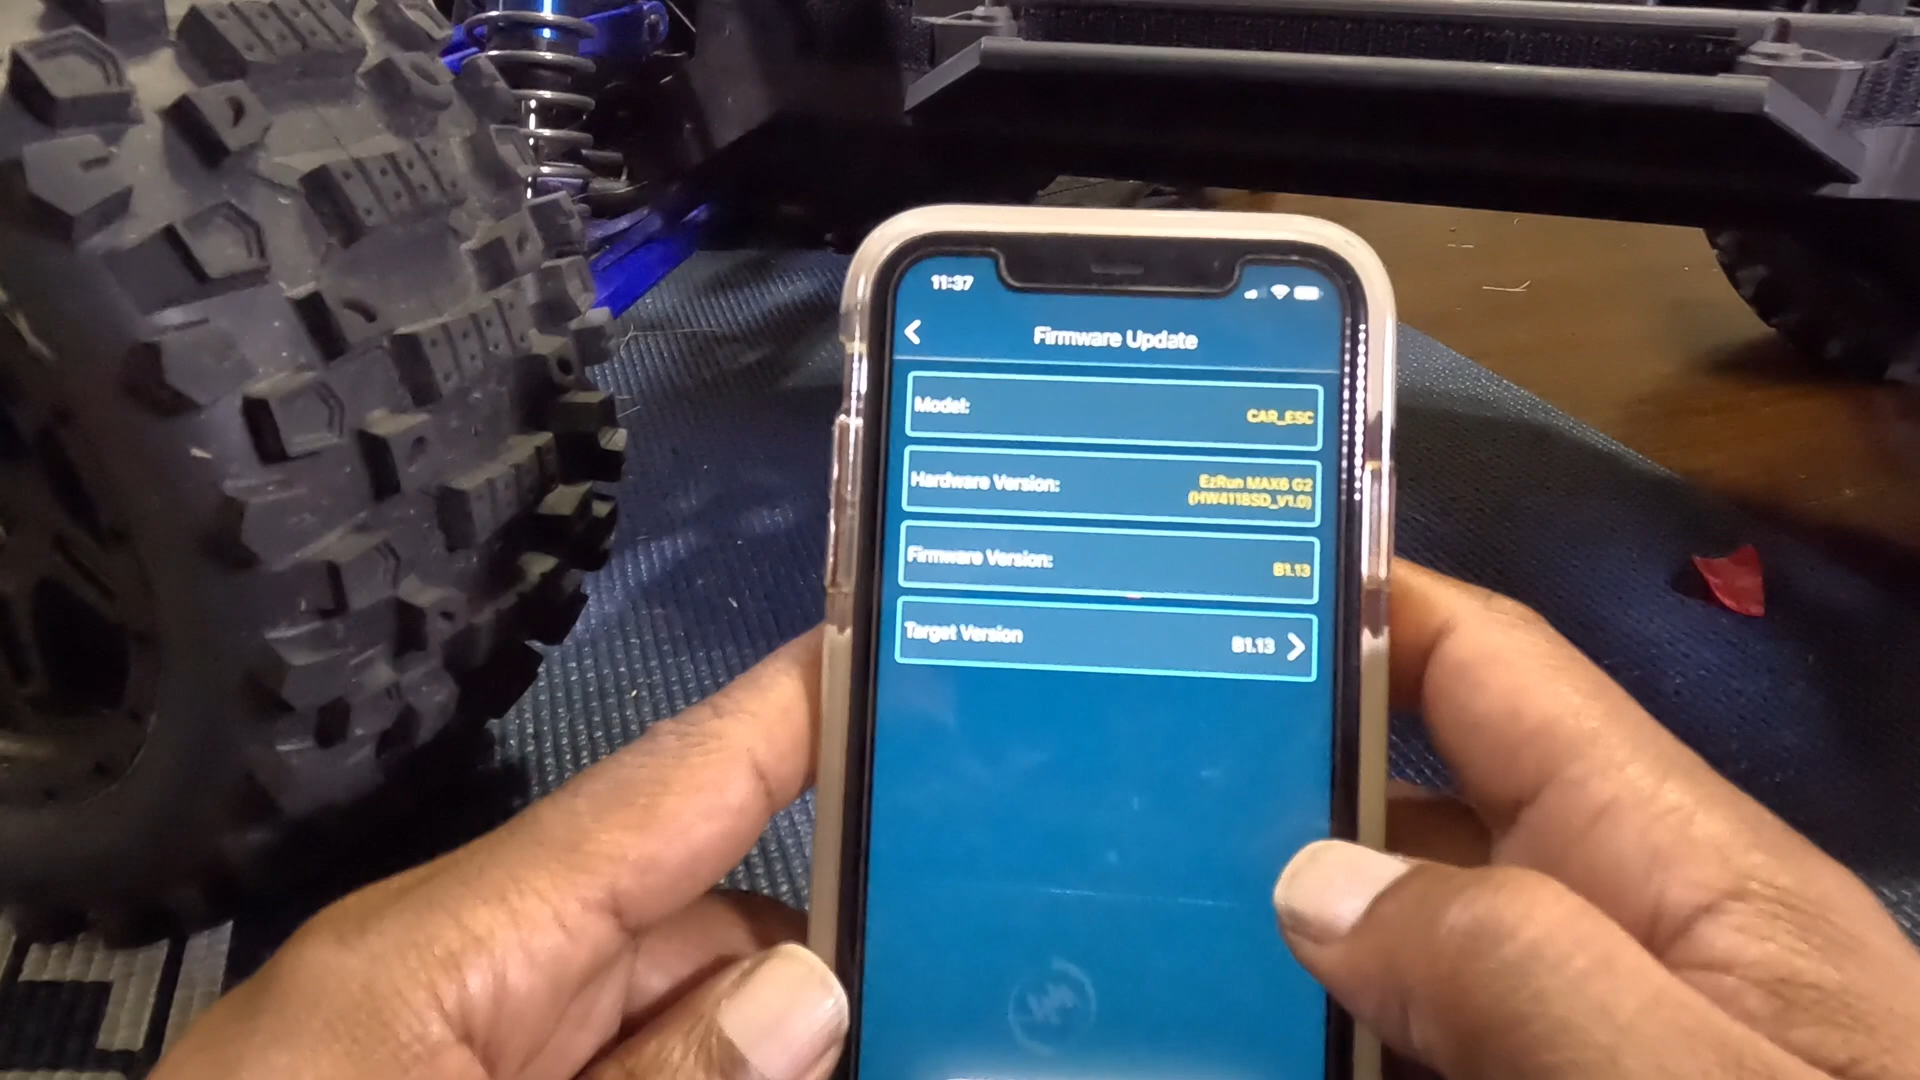 11:37
Firmware Update
Model:
CAR_ESC
Hardware Version:
EzRun MAX6 G2
(HW4118SD_V1.0)
Firmware Version:
B1.13
Target Version
B1.13